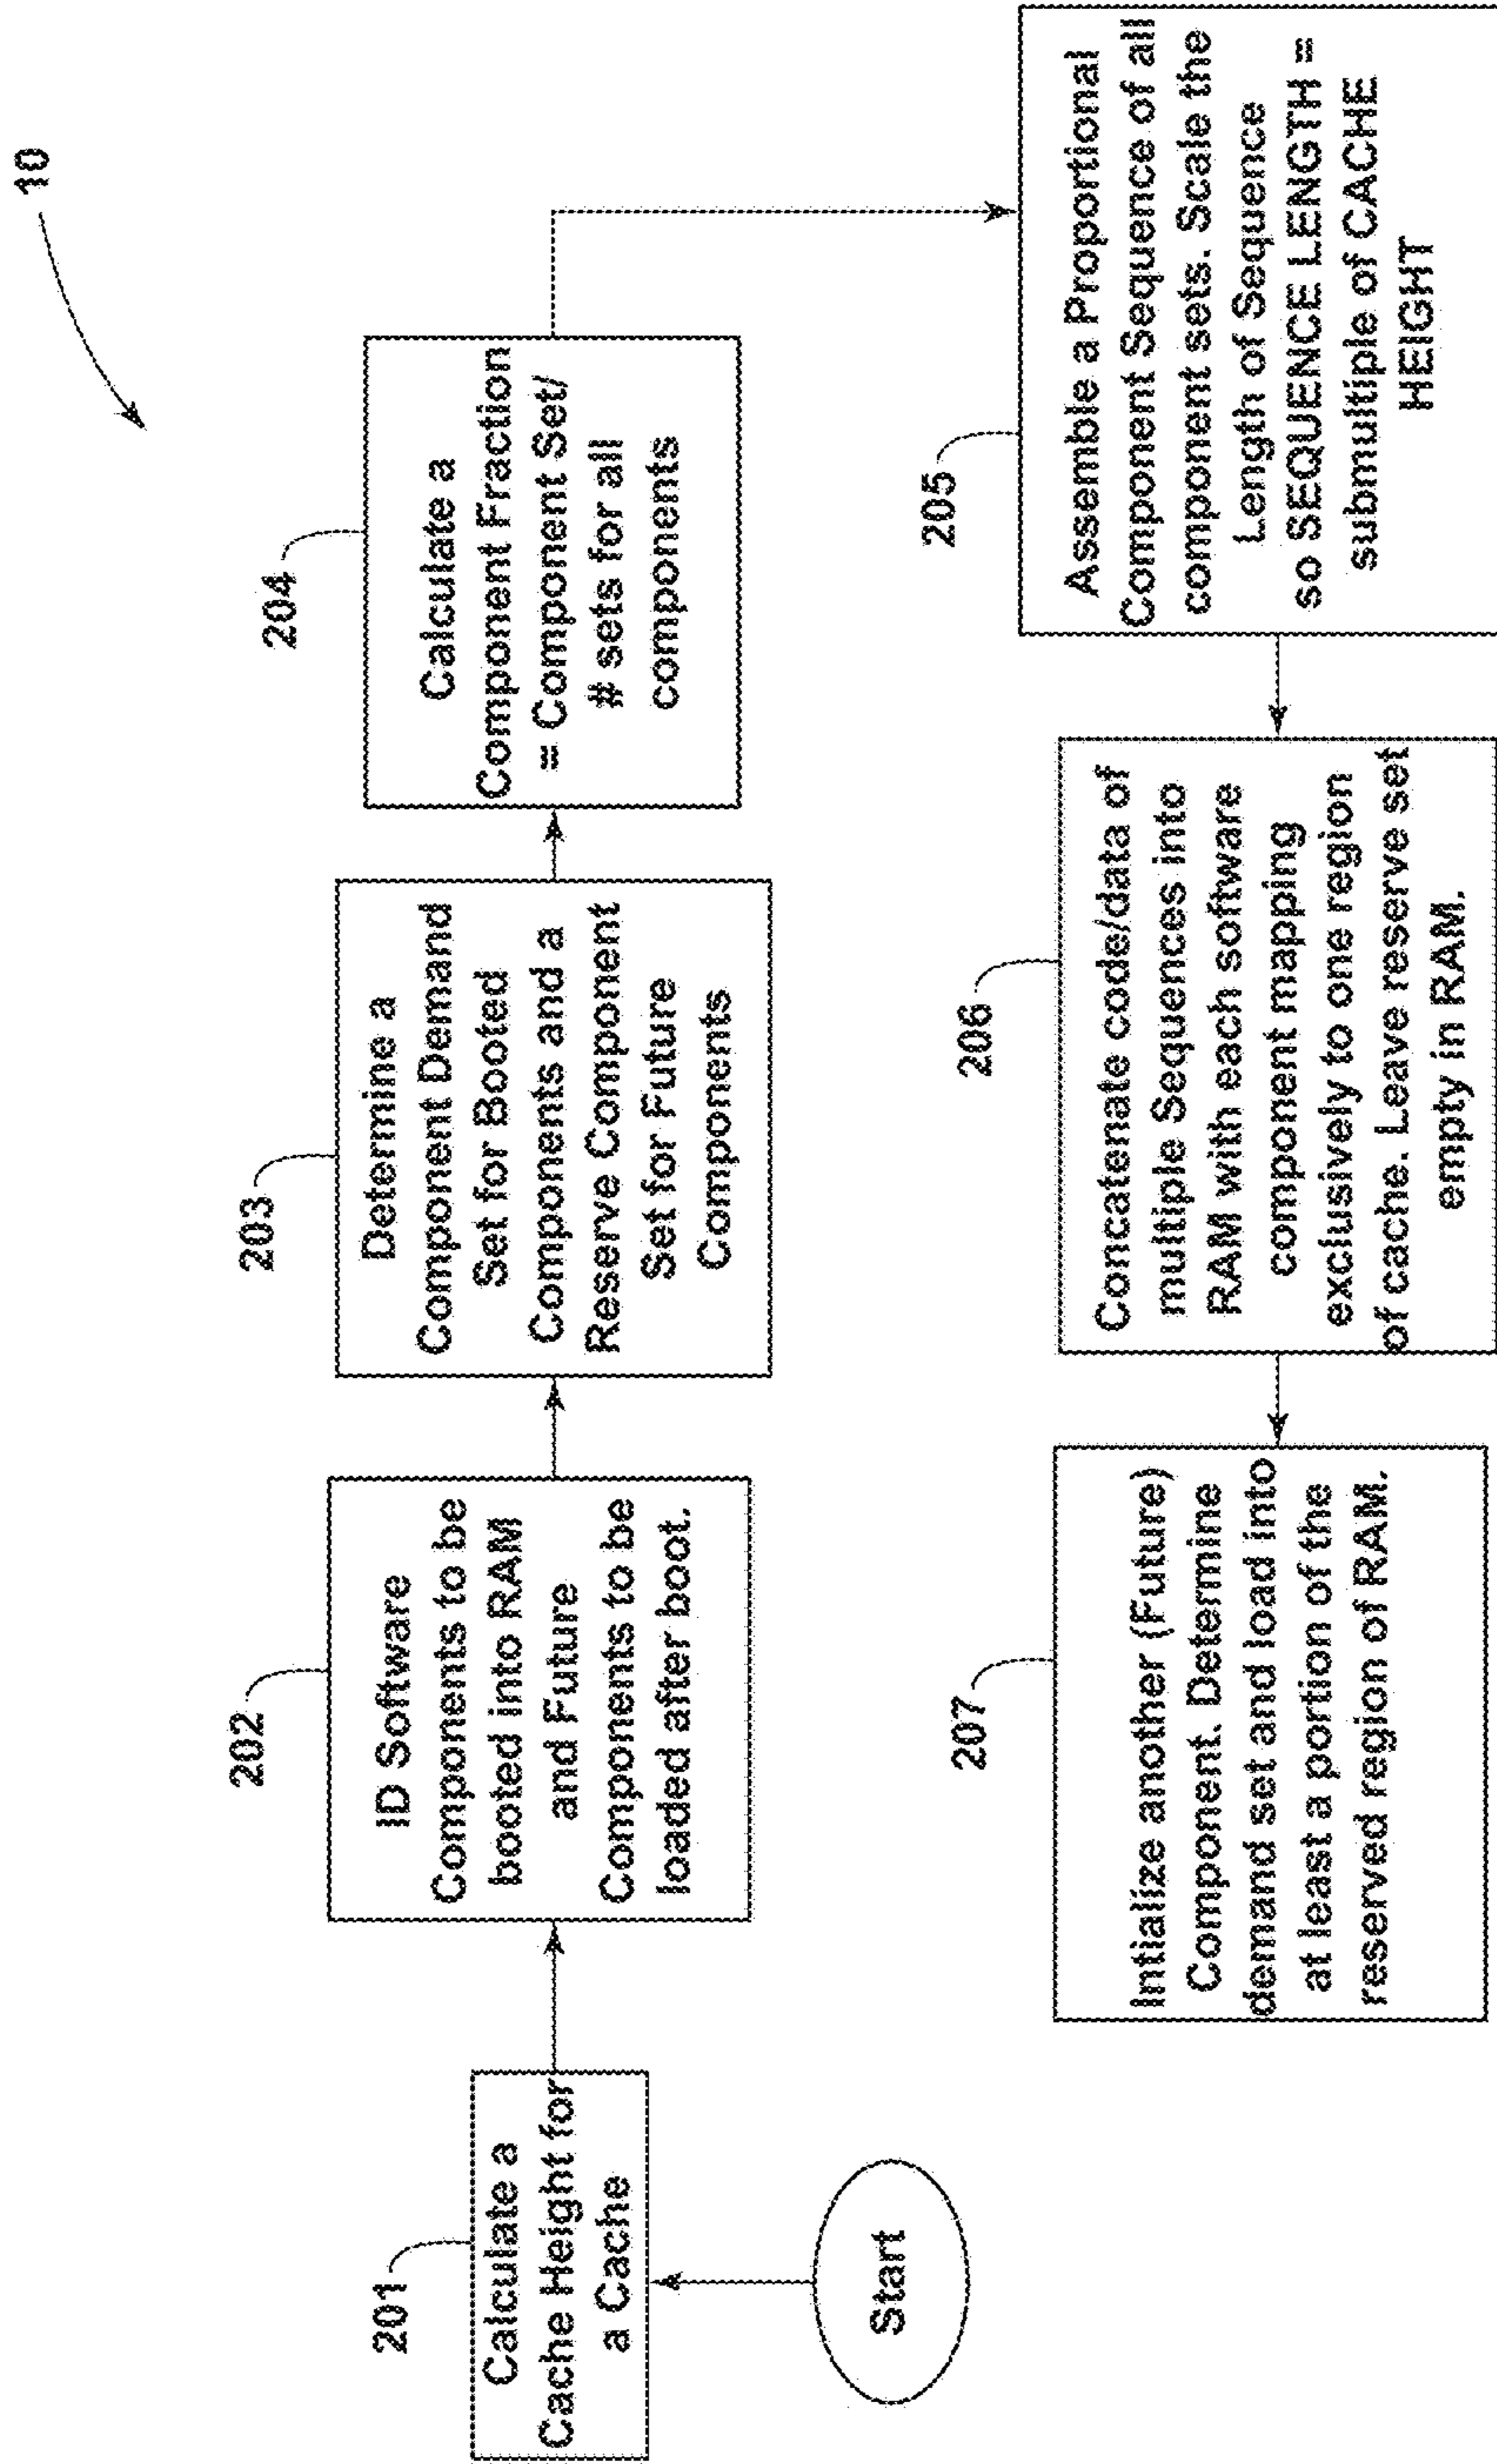 10
Start
201
Calculate a
Cache Height for
a Cache
202
ID Software
Components to be
booted into RAM
and Future
Components to be
loaded after boot.
203
Determine a
Component Demand
Set for Booted
Components and a
Reserve Component
Set for Future
Components
204
Calculate a
Component Fraction
= Component Set/
# sets for all
components
205
Assemble a Proportional
Component Sequence of all
component sets. Scale the
Length of Sequence
so SEQUENCE LENGTH =
submultiple of CACHE
HEIGHT
206
Concatenate code/data of
multiple Sequences into
RAM with each software
component mapping
exclusively to one region
of cache. Leave reserve set
empty in RAM.
207
Intialize another (Future)
Component. Determine
demand set and load into
at least a portion of the
reserved region of RAM.